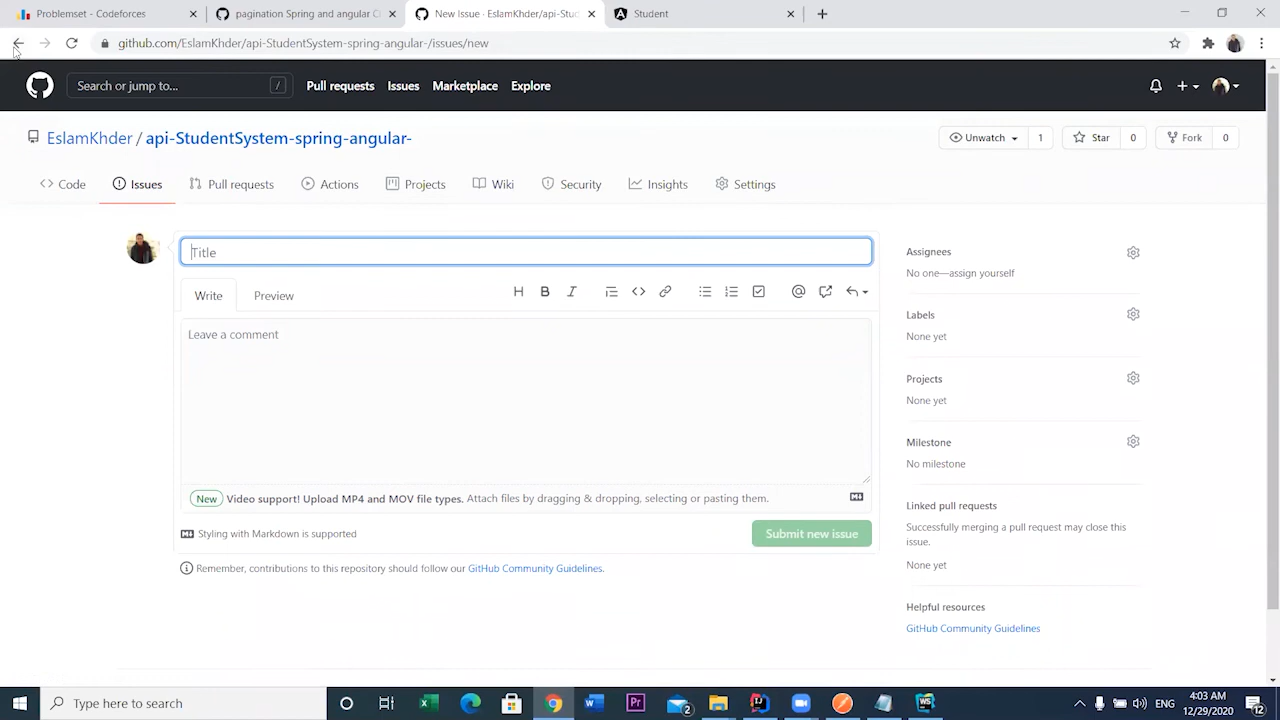 Problemset - Codeforces
pagination Spring and angular C
New Issue · EslamKhder/api-Stud
Student
github.com/EslamKhder/api-StudentSystem-spring-angular-/issues/new
Search or jump to...
/
Pull requests
Issues
Marketplace
Explore
EslamKhder / api-StudentSystem-spring-angular-
Unwatch
1
Star
0
Fork
0
Code
Issues
Pull requests
Actions
Projects
Wiki
Security
Insights
Settings
Title
Write
Preview
Leave a comment
New Video support! Upload MP4 and MOV file types. Attach files by dragging & dropping, selecting or pasting them.
Styling with Markdown is supported
Submit new issue
Remember, contributions to this repository should follow our GitHub Community Guidelines.
Assignees
No one—assign yourself
Labels
None yet
Projects
None yet
Milestone
No milestone
Linked pull requests
Successfully merging a pull request may close this
issue.
None yet
Helpful resources
GitHub Community Guidelines
Type here to search
2
ENG
4:03 AM
12/29/2020
12